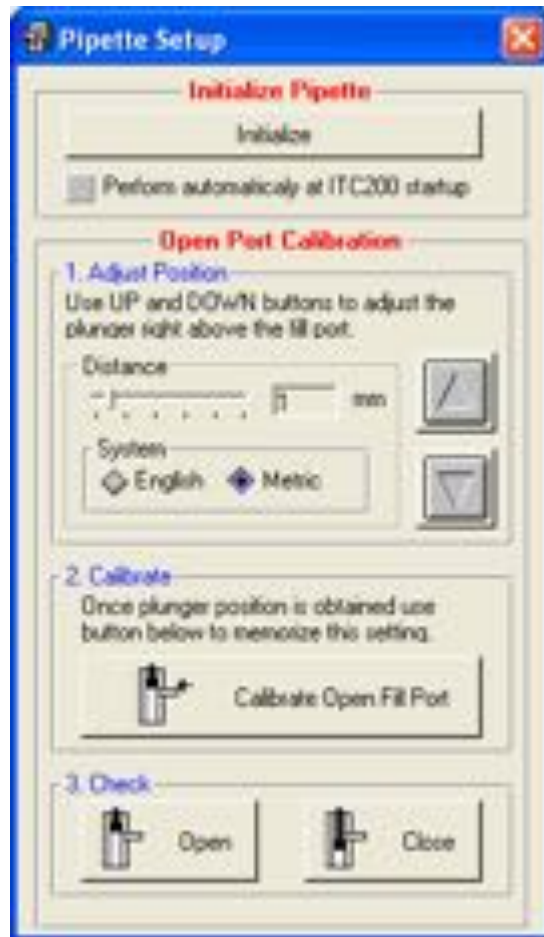 Pipette Setup
Initialize Pipette
Initialize
Perform automaticaly at ITC200 startup
Open Port Calibration
1. Adjust Position
Use UP and DOWN buttons to adjust the
plunger right above the fill port.
Distance
1 mm
System
English Metric
2. Calibrate
Once plunger position is obtained use
button below to memorize this setting.
Calibrate Open Fill Port
3. Check
Open Close